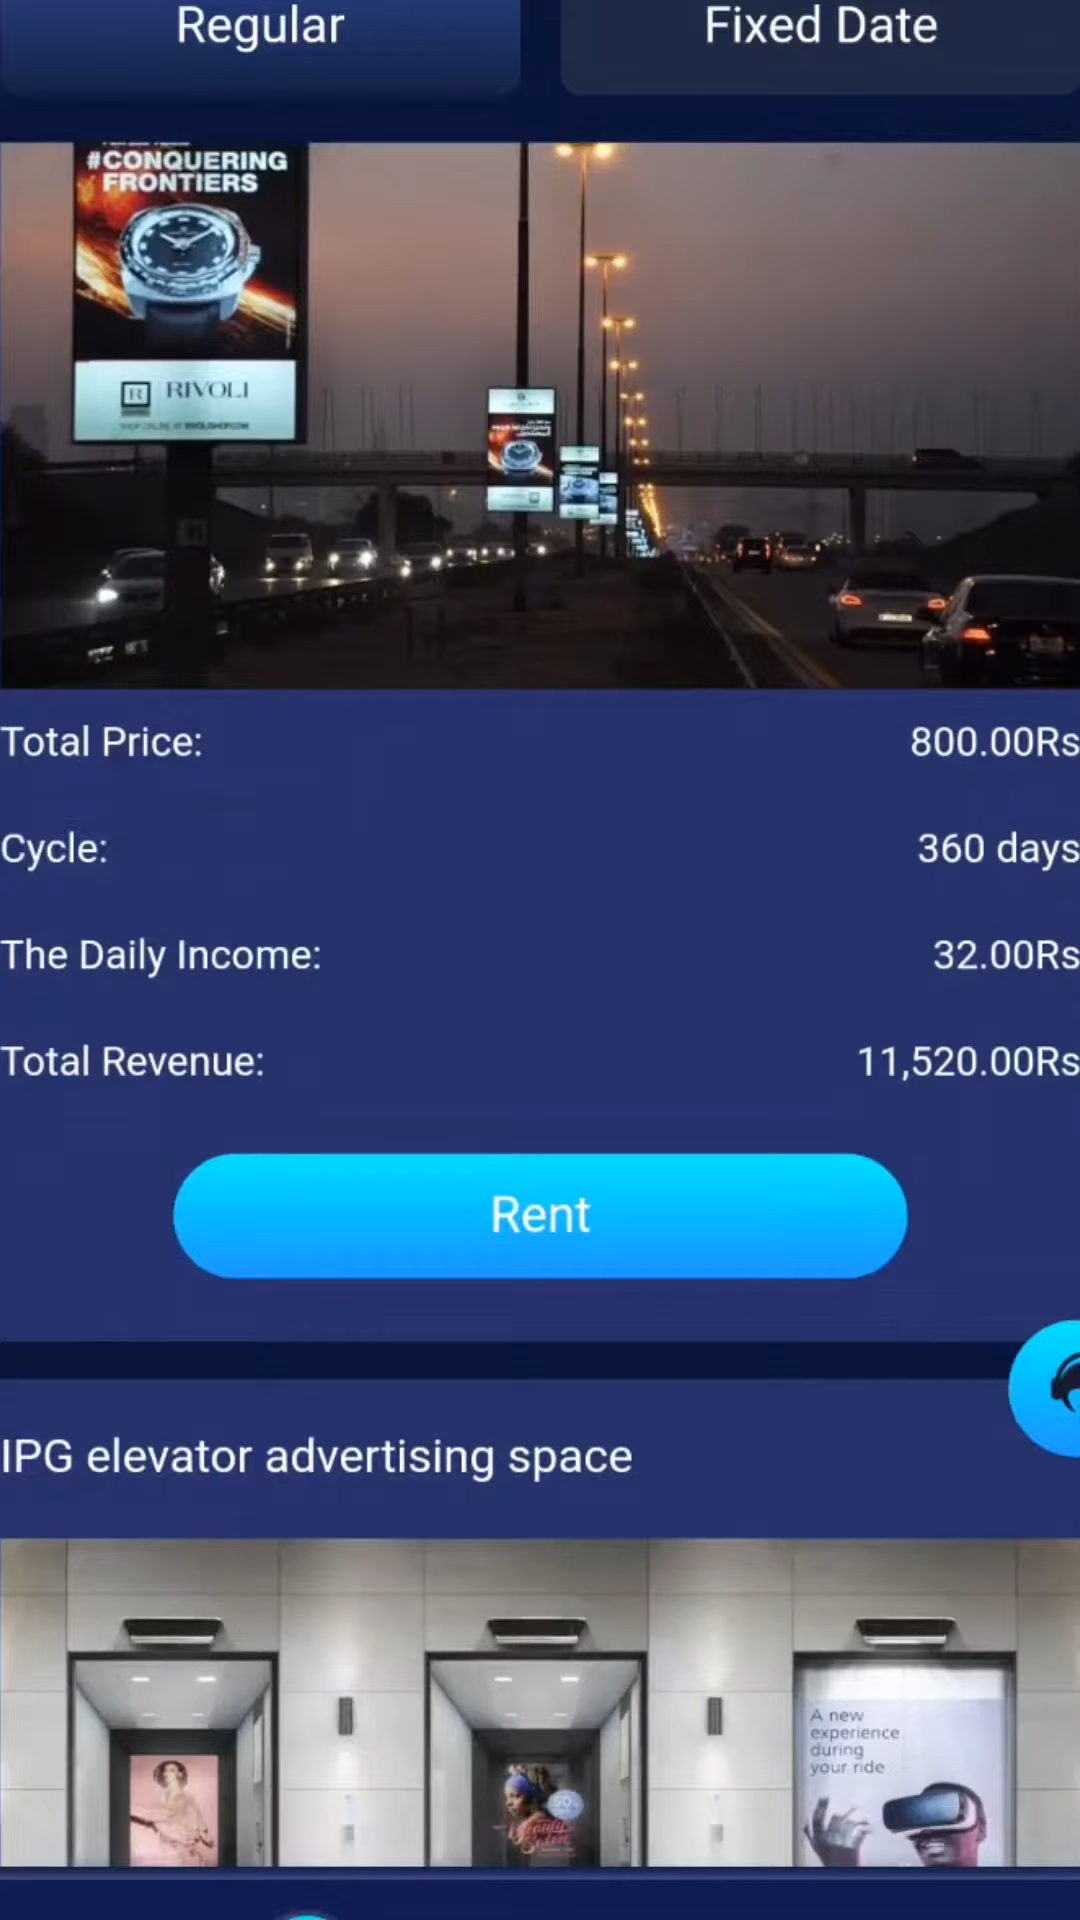 Regular
Fixed Date
#CONQUERING
FRONTIERS
R
RIVOLI
Total Price:
800.00Rs
Cycle:
360 days
The Daily Income:
32.00Rs
Total Revenue:
11,520.00Rs
Rent
IPG elevator advertising space
A new
experience
during
your ride
50%